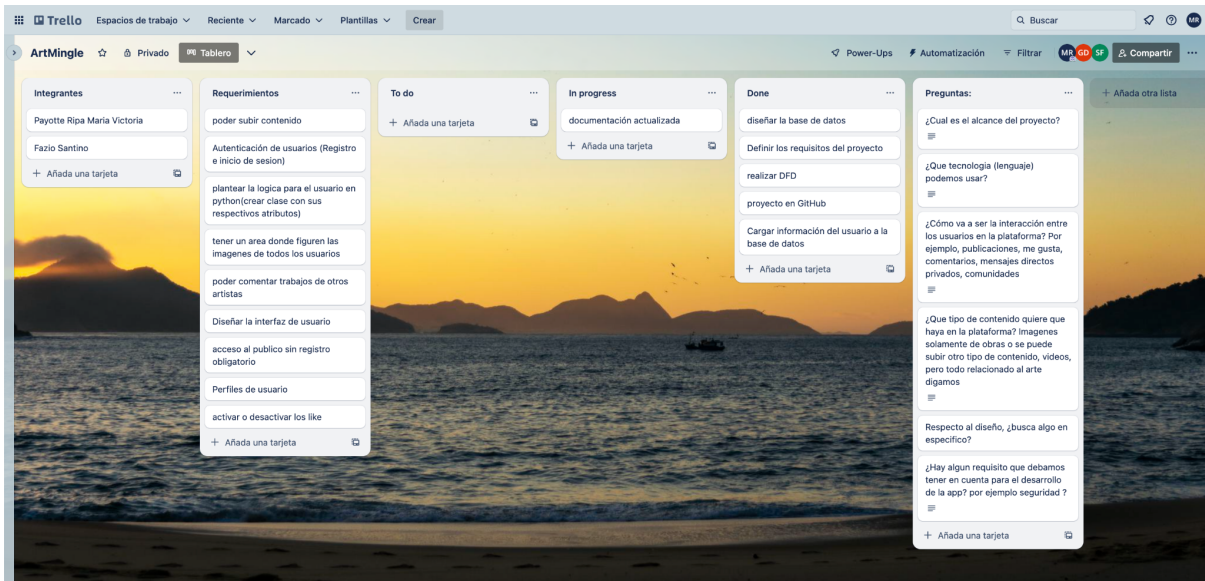 Trello
Espacios de trabajo
Reciente
Marcado
Plantillas
Crear
Buscar
MR
ArtMingle
Privado
Tablero
Power-Ups
Automatización
Filtrar
MR
GD
SF
Compartir
Integrantes
Payotte Ripa Maria Victoria
Fazio Santino
+ Añada una tarjeta
Requerimientos
poder subir contenido
Autenticación de usuarios (Registro
e inicio de sesion)
plantear la logica para el usuario en
python(crear clase con sus
respectivos atributos)
tener un area donde figuren las
imagenes de todos los usuarios
poder comentar trabajos de otros
artistas
Diseñar la interfaz de usuario
acceso al publico sin registro
obligatorio
Perfiles de usuario
activar o desactivar los like
+ Añada una tarjeta
To do
+ Añada una tarjeta
In progress
documentación actualizada
+ Añada una tarjeta
Done
diseñar la base de datos
Definir los requisitos del proyecto
realizar DFD
proyecto en GitHub
Cargar información del usuario a la
base de datos
+ Añada una tarjeta
Preguntas:
¿Cual es el alcance del proyecto?
¿Que tecnologia (lenguaje)
podemos usar?
¿Cómo va a ser la interacción entre
los usuarios en la plataforma? Por
ejemplo, publicaciones, me gusta,
comentarios, mensajes directos
privados, comunidades
¿Que tipo de contenido quiere que
haya en la plataforma? Imagenes
solamente de obras o se puede
subir otro tipo de contenido, videos,
pero todo relacionado al arte
digamos
Respecto al diseño, ¿busca algo en
especifico?
¿Hay algun requisito que debamos
tener en cuenta para el desarrollo
de la app? por ejemplo seguridad ?
+ Añada una tarjeta
+ Añada otra lista